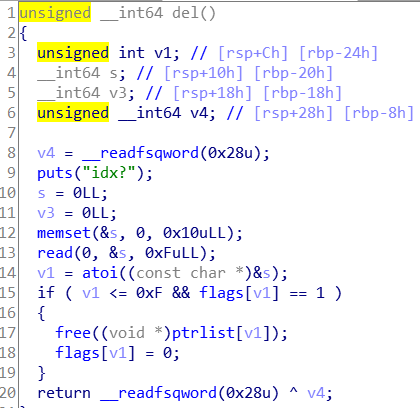 1 unsigned __int64 del()
2 {
3 unsigned int v1; // [rsp+Ch] [rbp-24h]
4 __int64 s; // [rsp+10h] [rbp-20h]
5 __int64 v3; // [rsp+18h] [rbp-18h]
6 unsigned __int64 v4; // [rsp+28h] [rbp-8h]
7
8 v4 = __readfsqword(0x28u);
9 puts("idx?");
10 s = 0LL;
11 v3 = 0LL;
12 memset(&s, 0, 0x10uLL);
13 read(0, &s, 0xFuLL);
14 v1 = atoi((const char *)&s);
15 if ( v1 <= 0xF && flags[v1] == 1 )
16 {
17 free((void *)ptrlist[v1]);
18 flags[v1] = 0;
19 }
20 return __readfsqword(0x28u) ^ v4;